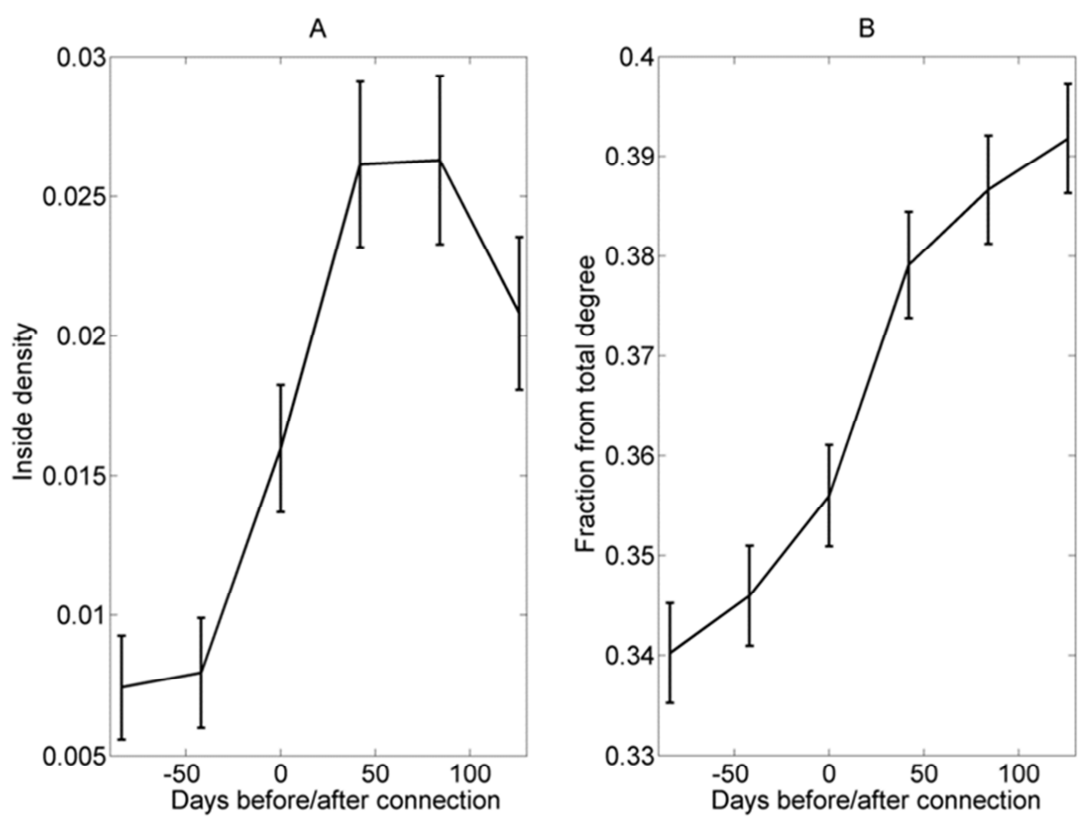 A
0.03
0.025
0.02
0.015
0.01
0.005
Inside density
-50 0 50 100
Days before/after connection
B
0.4
0.39
0.38
0.37
0.36
0.35
0.34
0.33
Fraction from total degree
-50 0 50 100
Days before/after connection